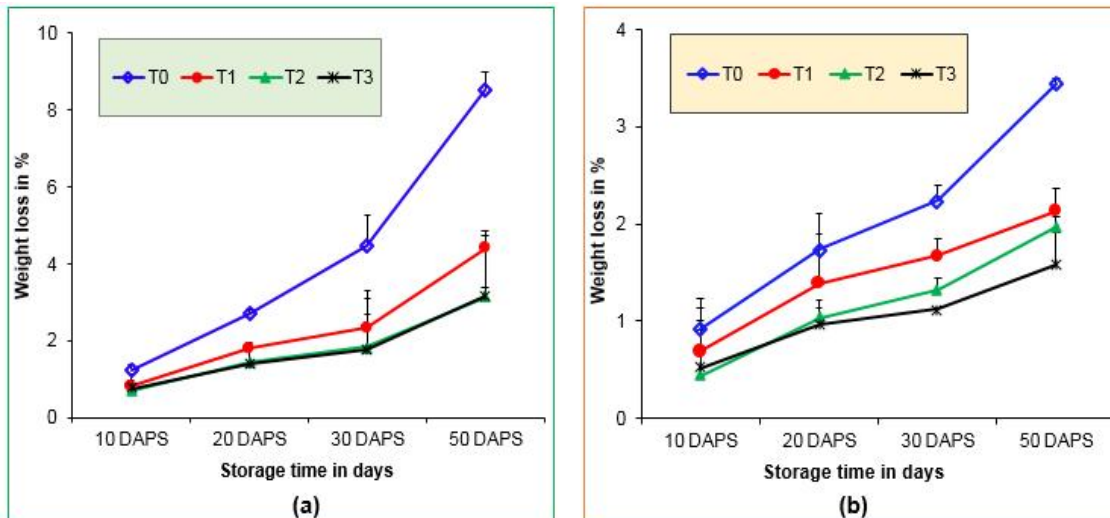 10
8
6
4
2
0
Weight loss in %
T0 T1 T2 T3
10 DAPS 20 DAPS 30 DAPS 50 DAPS
Storage time in days
(a)
4
3
2
1
0
Weight loss in %
T0 T1 T2 T3
10 DAPS 20 DAPS 30 DAPS 50 DAPS
Storage time in days
(b)